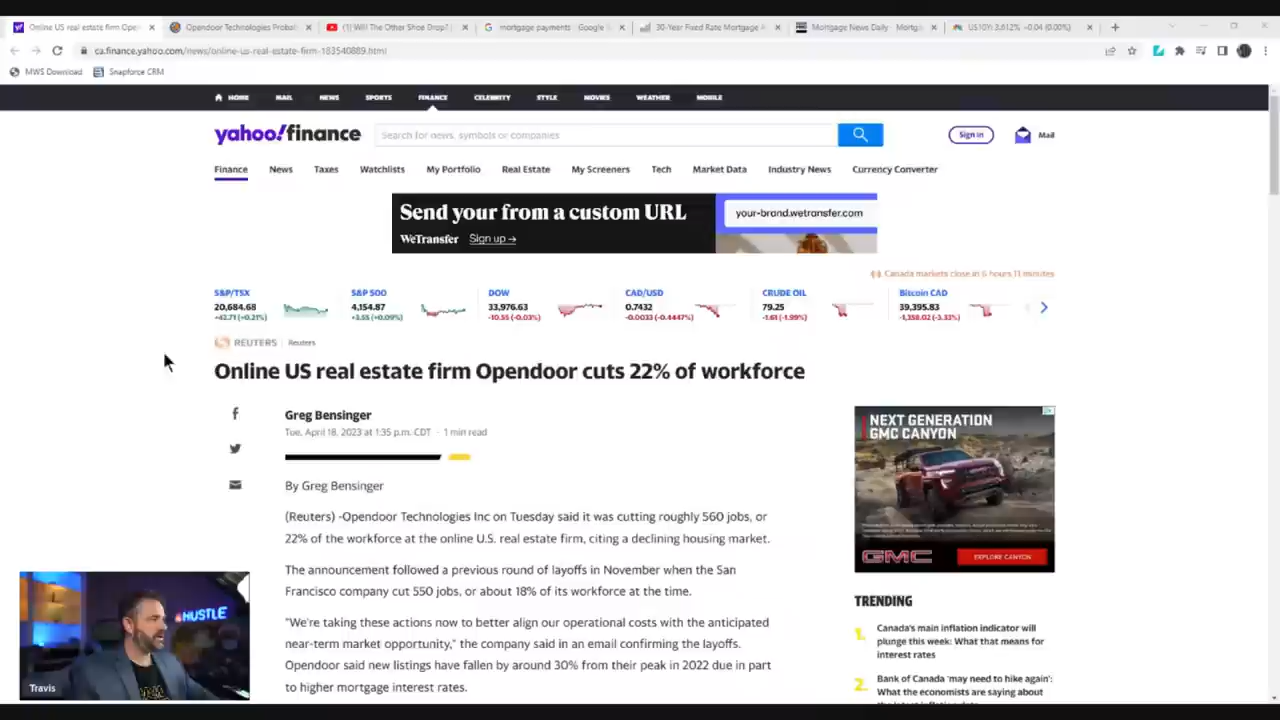 Online US real estate firm Open
Opendoor Technologies Probabl
(1) Will The Other Shoe Drop?
mortgage payments - Google S
30-Year Fixed Rate Mortgage A
Mortgage News Daily - Mortg
US10Y: 3.612% -0.04 (0.00%)
ca.finance.yahoo.com/news/online-us-real-estate-firm-183540889.html
MWS Download
Snapforce CRM
HOME MAIL NEWS SPORTS FINANCE CELEBRITY STYLE MOVIES WEATHER MOBILE
yahoo!finance
Search for news, symbols or companies
Sign in
Mail
Finance News Taxes Watchlists My Portfolio Real Estate My Screeners Tech Market Data Industry News Currency Converter
Send your from a custom URL
WeTransfer Sign up →
your-brand.wetransfer.com
Canada markets close in 6 hours 11 minutes
S&P/TSX
20,684.68
+43.71 (+0.21%)
S&P 500
4,154.87
+3.55 (+0.09%)
DOW
33,976.63
-10.55 (-0.03%)
CAD/USD
0.7432
-0.0033 (-0.4447%)
CRUDE OIL
79.25
-1.61 (-1.99%)
Bitcoin CAD
39,395.83
-1,358.02 (-3.33%)
REUTERS Reuters
Online US real estate firm Opendoor cuts 22% of workforce
Greg Bensinger
Tue, April 18, 2023 at 1:35 p.m. CDT · 1 min read
By Greg Bensinger
(Reuters) -Opendoor Technologies Inc on Tuesday said it was cutting roughly 560 jobs, or
22% of the workforce at the online U.S. real estate firm, citing a declining housing market.
The announcement followed a previous round of layoffs in November when the San
Francisco company cut 550 jobs, or about 18% of its workforce at the time.
"We're taking these actions now to better align our operational costs with the anticipated
near-term market opportunity," the company said in an email confirming the layoffs.
Opendoor said new listings have fallen by around 30% from their peak in 2022 due in part
to higher mortgage interest rates.
NEXT GENERATION
GMC CANYON
GMC
EXPLORE CANYON
TRENDING
1. Canada's main inflation indicator will
plunge this week: What that means for
interest rates
2. Bank of Canada 'may need to hike again':
What the economists are saying about
#HUSTLE
Travis